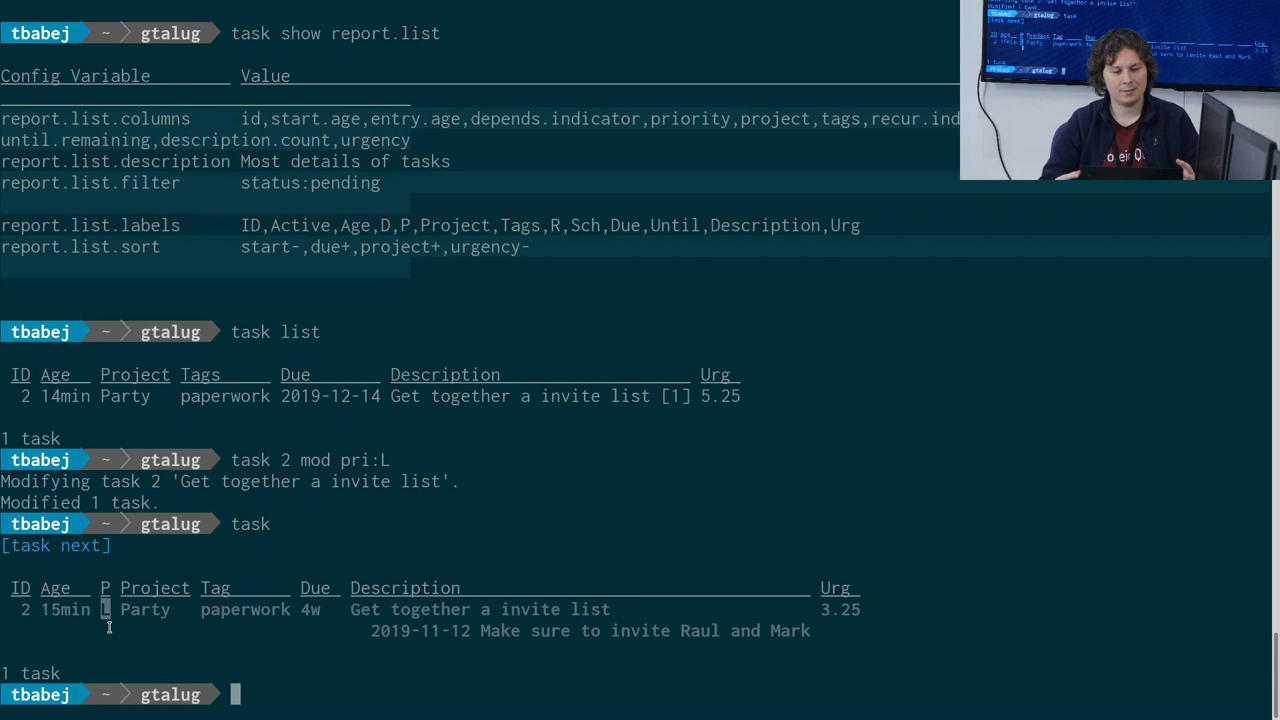 tbabej ~ gtalug task show report.list
Config Variable Value
report.list.columns id,start.age,entry.age,depends.indicator,priority,project,tags,recur.ind
until.remaining,description.count,urgency
report.list.description Most details of tasks
report.list.filter status:pending
report.list.labels ID,Active,Age,D,P,Project,Tags,R,Sch,Due,Until,Description,Urg
report.list.sort start-,due+,project+,urgency-
tbabej ~ gtalug task list
ID Age Project Tags Due Description Urg
2 14min Party paperwork 2019-12-14 Get together a invite list [1] 5.25
1 task
tbabej ~ gtalug task 2 mod pri:L
Modifying task 2 'Get together a invite list'.
Modified 1 task.
tbabej ~ gtalug task
[task next]
ID Age P Project Tag Due Description Urg
2 15min L Party paperwork 4w Get together a invite list 3.25
2019-11-12 Make sure to invite Raul and Mark
1 task
tbabej ~ gtalug